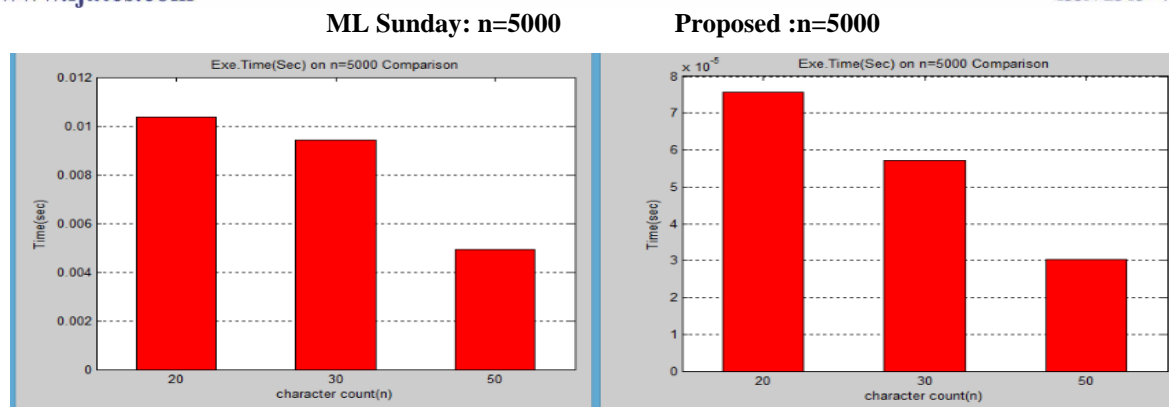 ML Sunday: n=5000 Proposed :n=5000
Exe.Time(Sec) on n=5000 Comparison
0.012
0.01
0.008
0.006
0.004
0.002
0
Time(sec)
20 30 50
character count(n)
× 10⁻⁵ Exe.Time(Sec) on n=5000 Comparison
8
7
6
5
4
3
2
1
0
Time(sec)
20 30 50
character count(n)